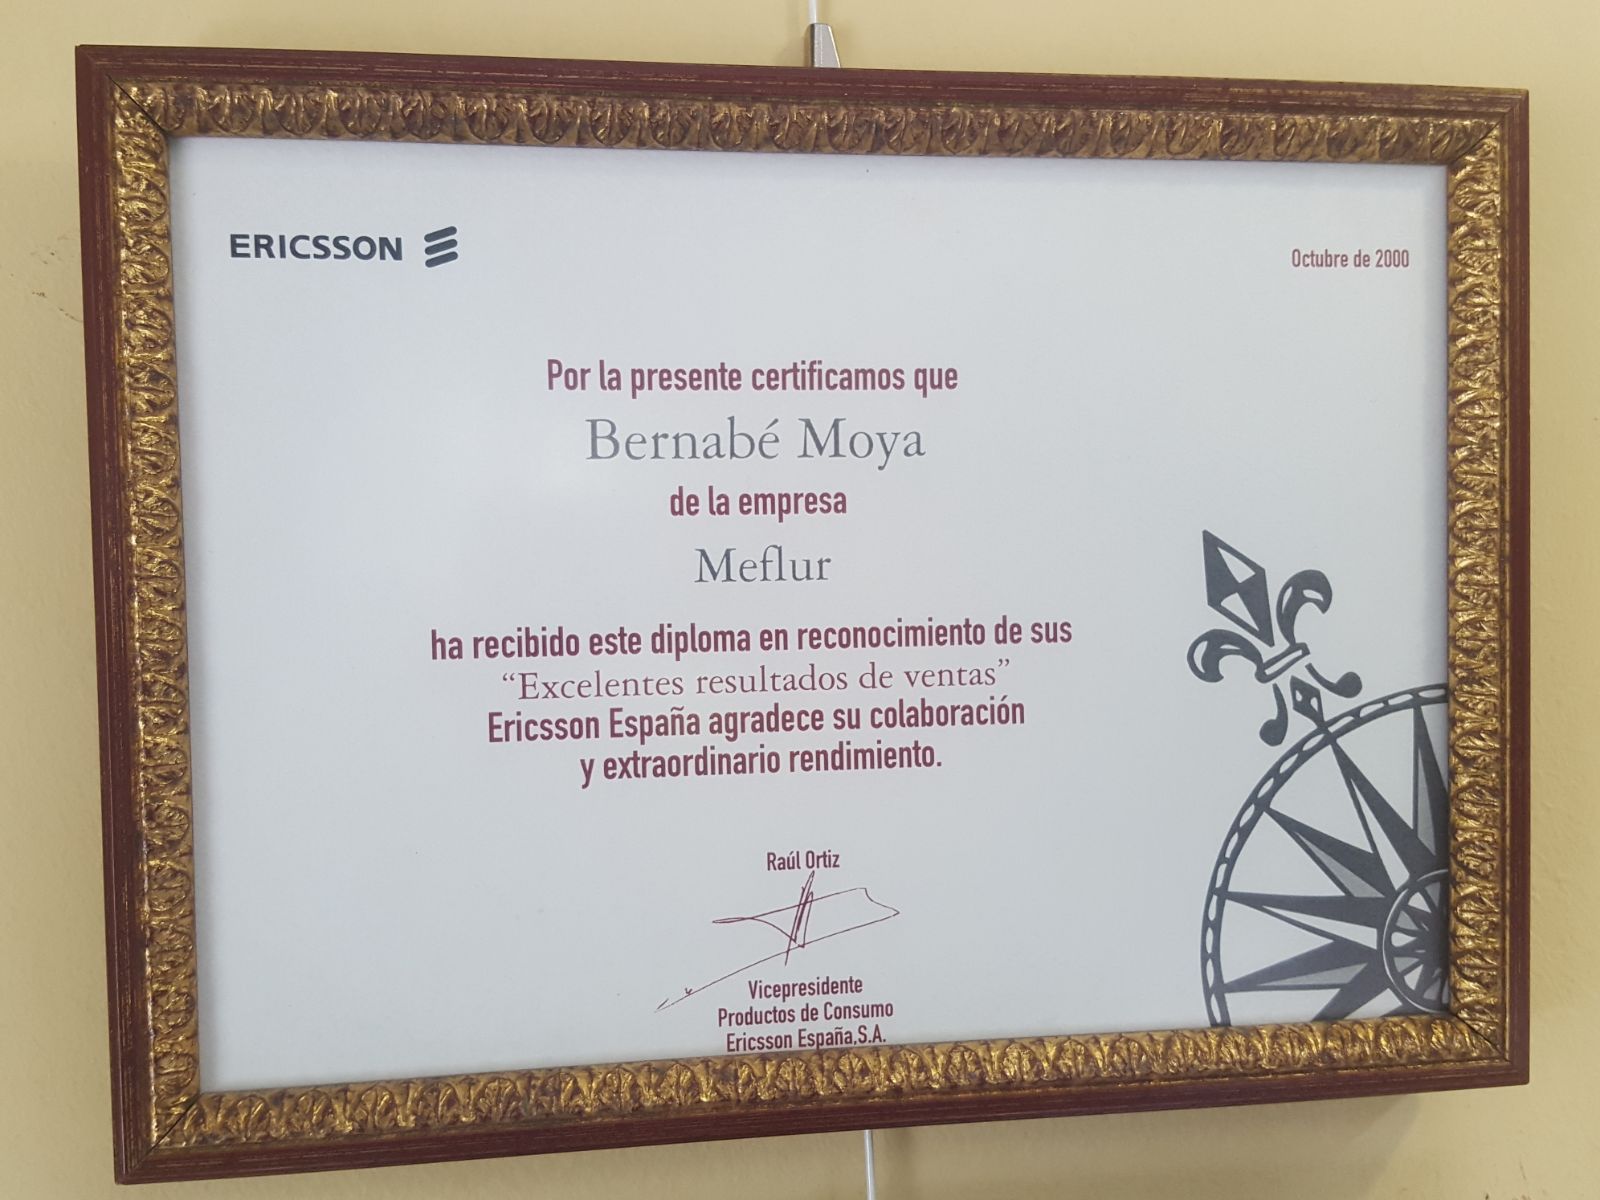 ERICSSON
Octubre de 2000
Por la presente certificamos que
Bernabé Moya
de la empresa
Meflur
ha recibido este diploma en reconocimiento de sus
“Excelentes resultados de ventas”
Ericsson España agradece su colaboración
y extraordinario rendimiento.
Raúl Ortiz
Vicepresidente
Productos de Consumo
Ericsson España,S.A.